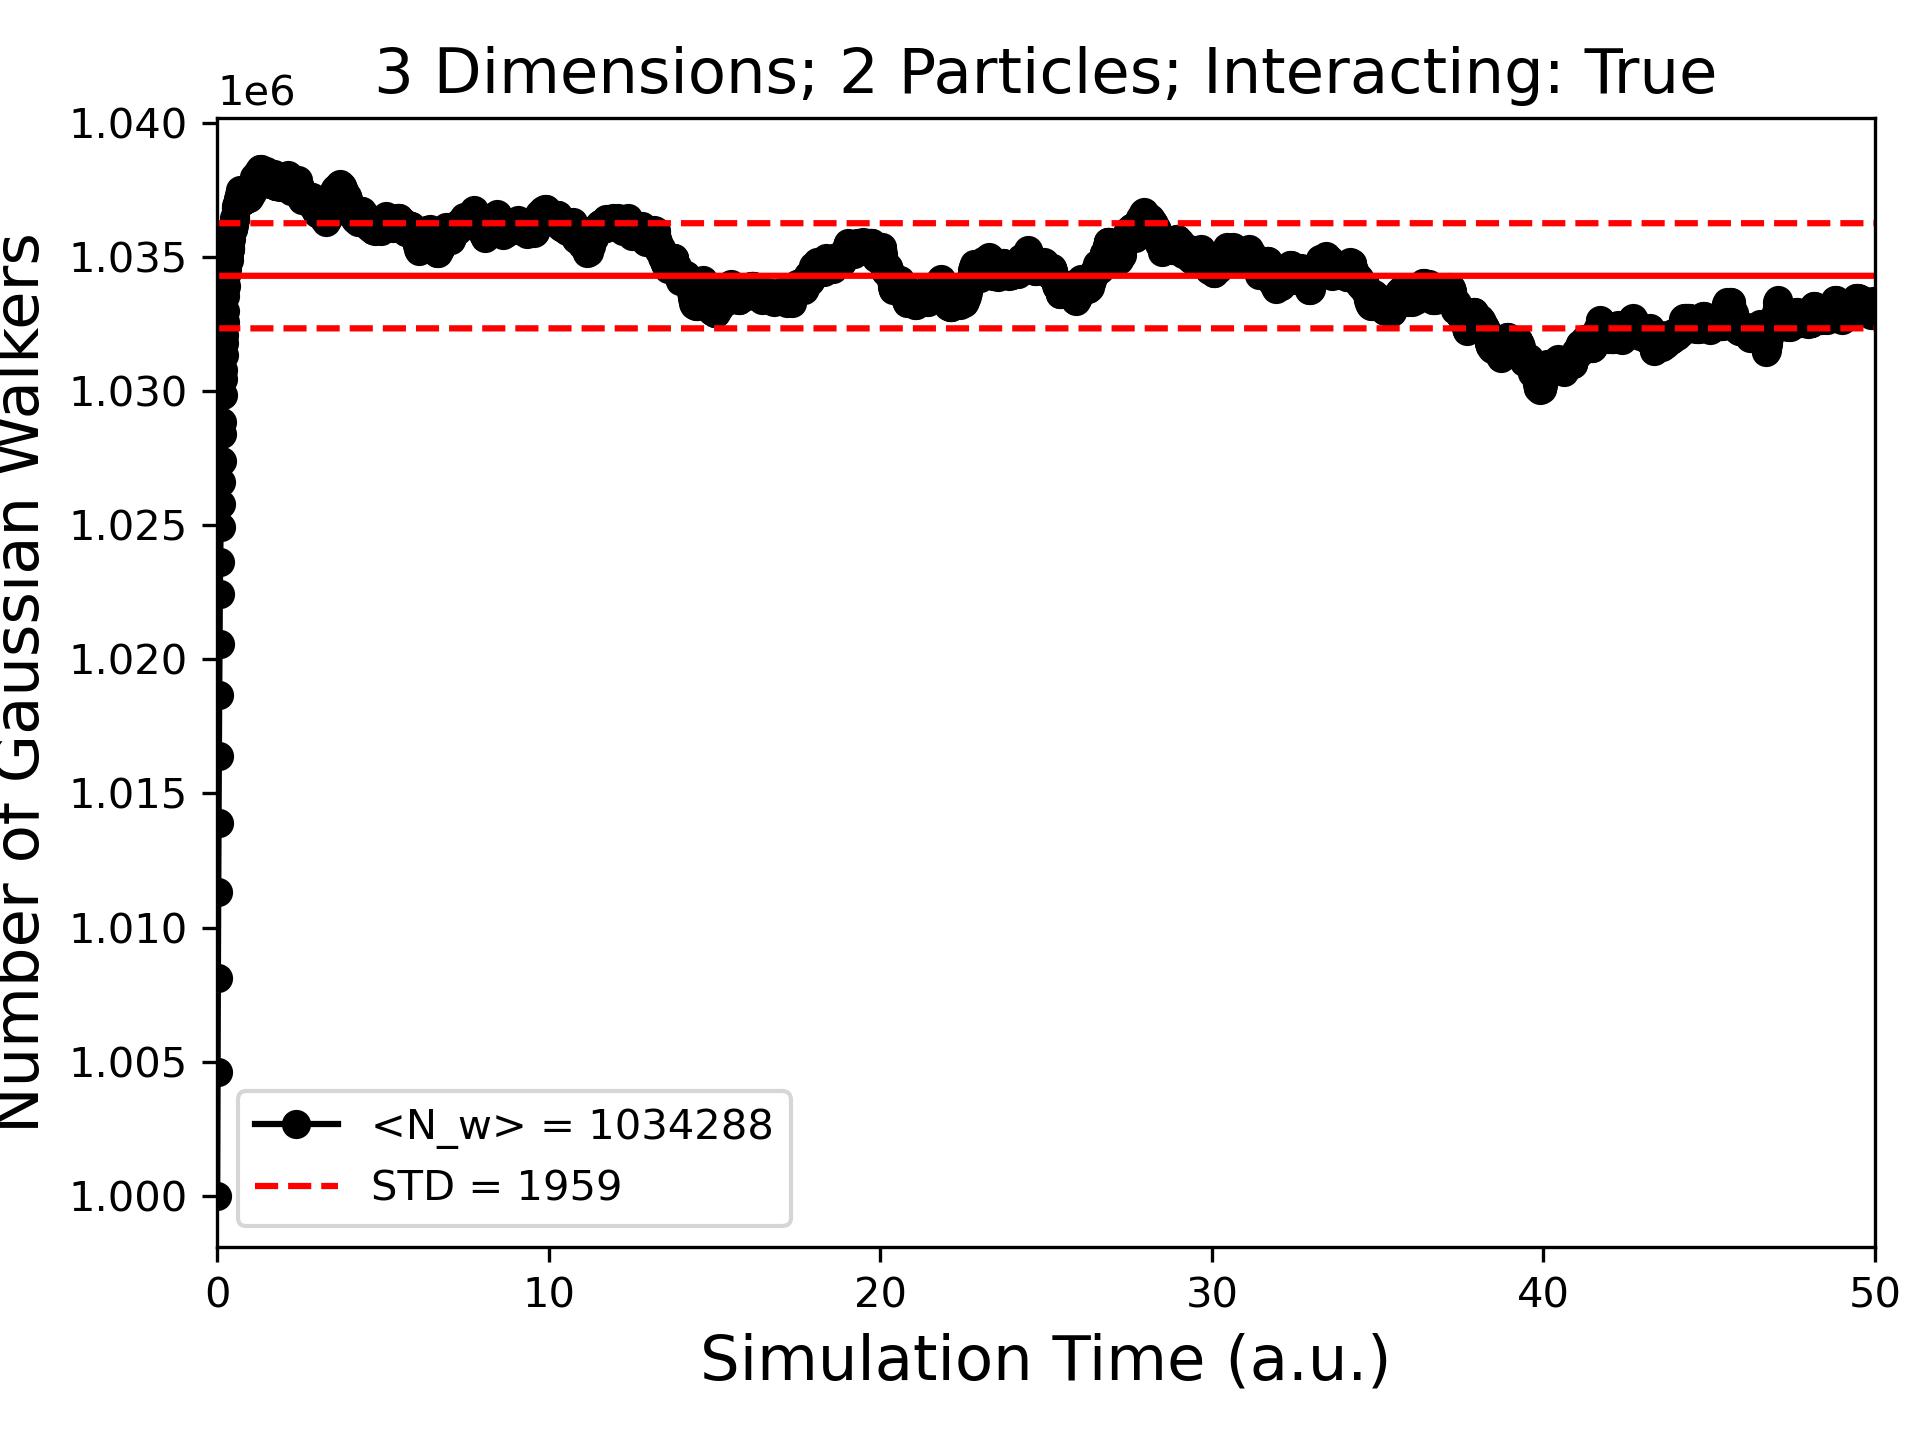 3 Dimensions; 2 Particles; Interacting: True
1e6
1.040
1.035
1.030
1.025
1.020
1.015
1.010
1.005
1.000
Number of Gaussian Walkers
<N_w> = 1034288
STD = 1959
0 10 20 30 40 50
Simulation Time (a.u.)